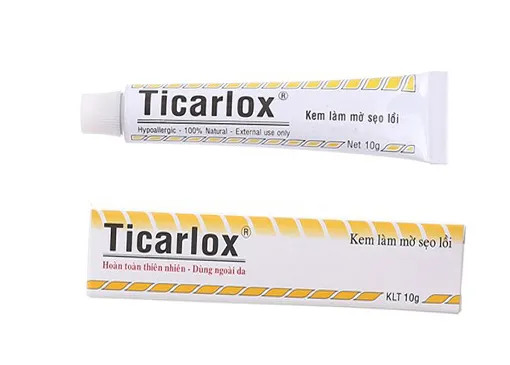 Ticarlox®
Hypoallergic - 100% Natural - External use only
Kem làm mờ sẹo lồi
Net 10g
Ticarlox®
Hoàn toàn thiên nhiên - Dùng ngoài da
Kem làm mờ sẹo lồi
KLT 10g